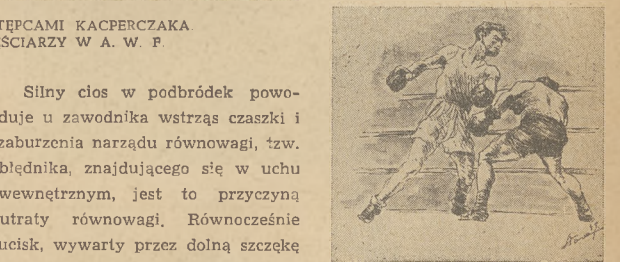 TĘPCAMI KACPERCZAKA
ŚCIARZY W A. W. F.
Silny cios w podbródek powo-
duje u zawodnika wstrząs czaszki i
zaburzenia narządu równowagi, tzw.
błędnika, znajdującego się w uchu
wewnętrznym, jest to przyczyną
utraty równowagi. Równocześnie
ucisk, wywarty przez dolną szczękę